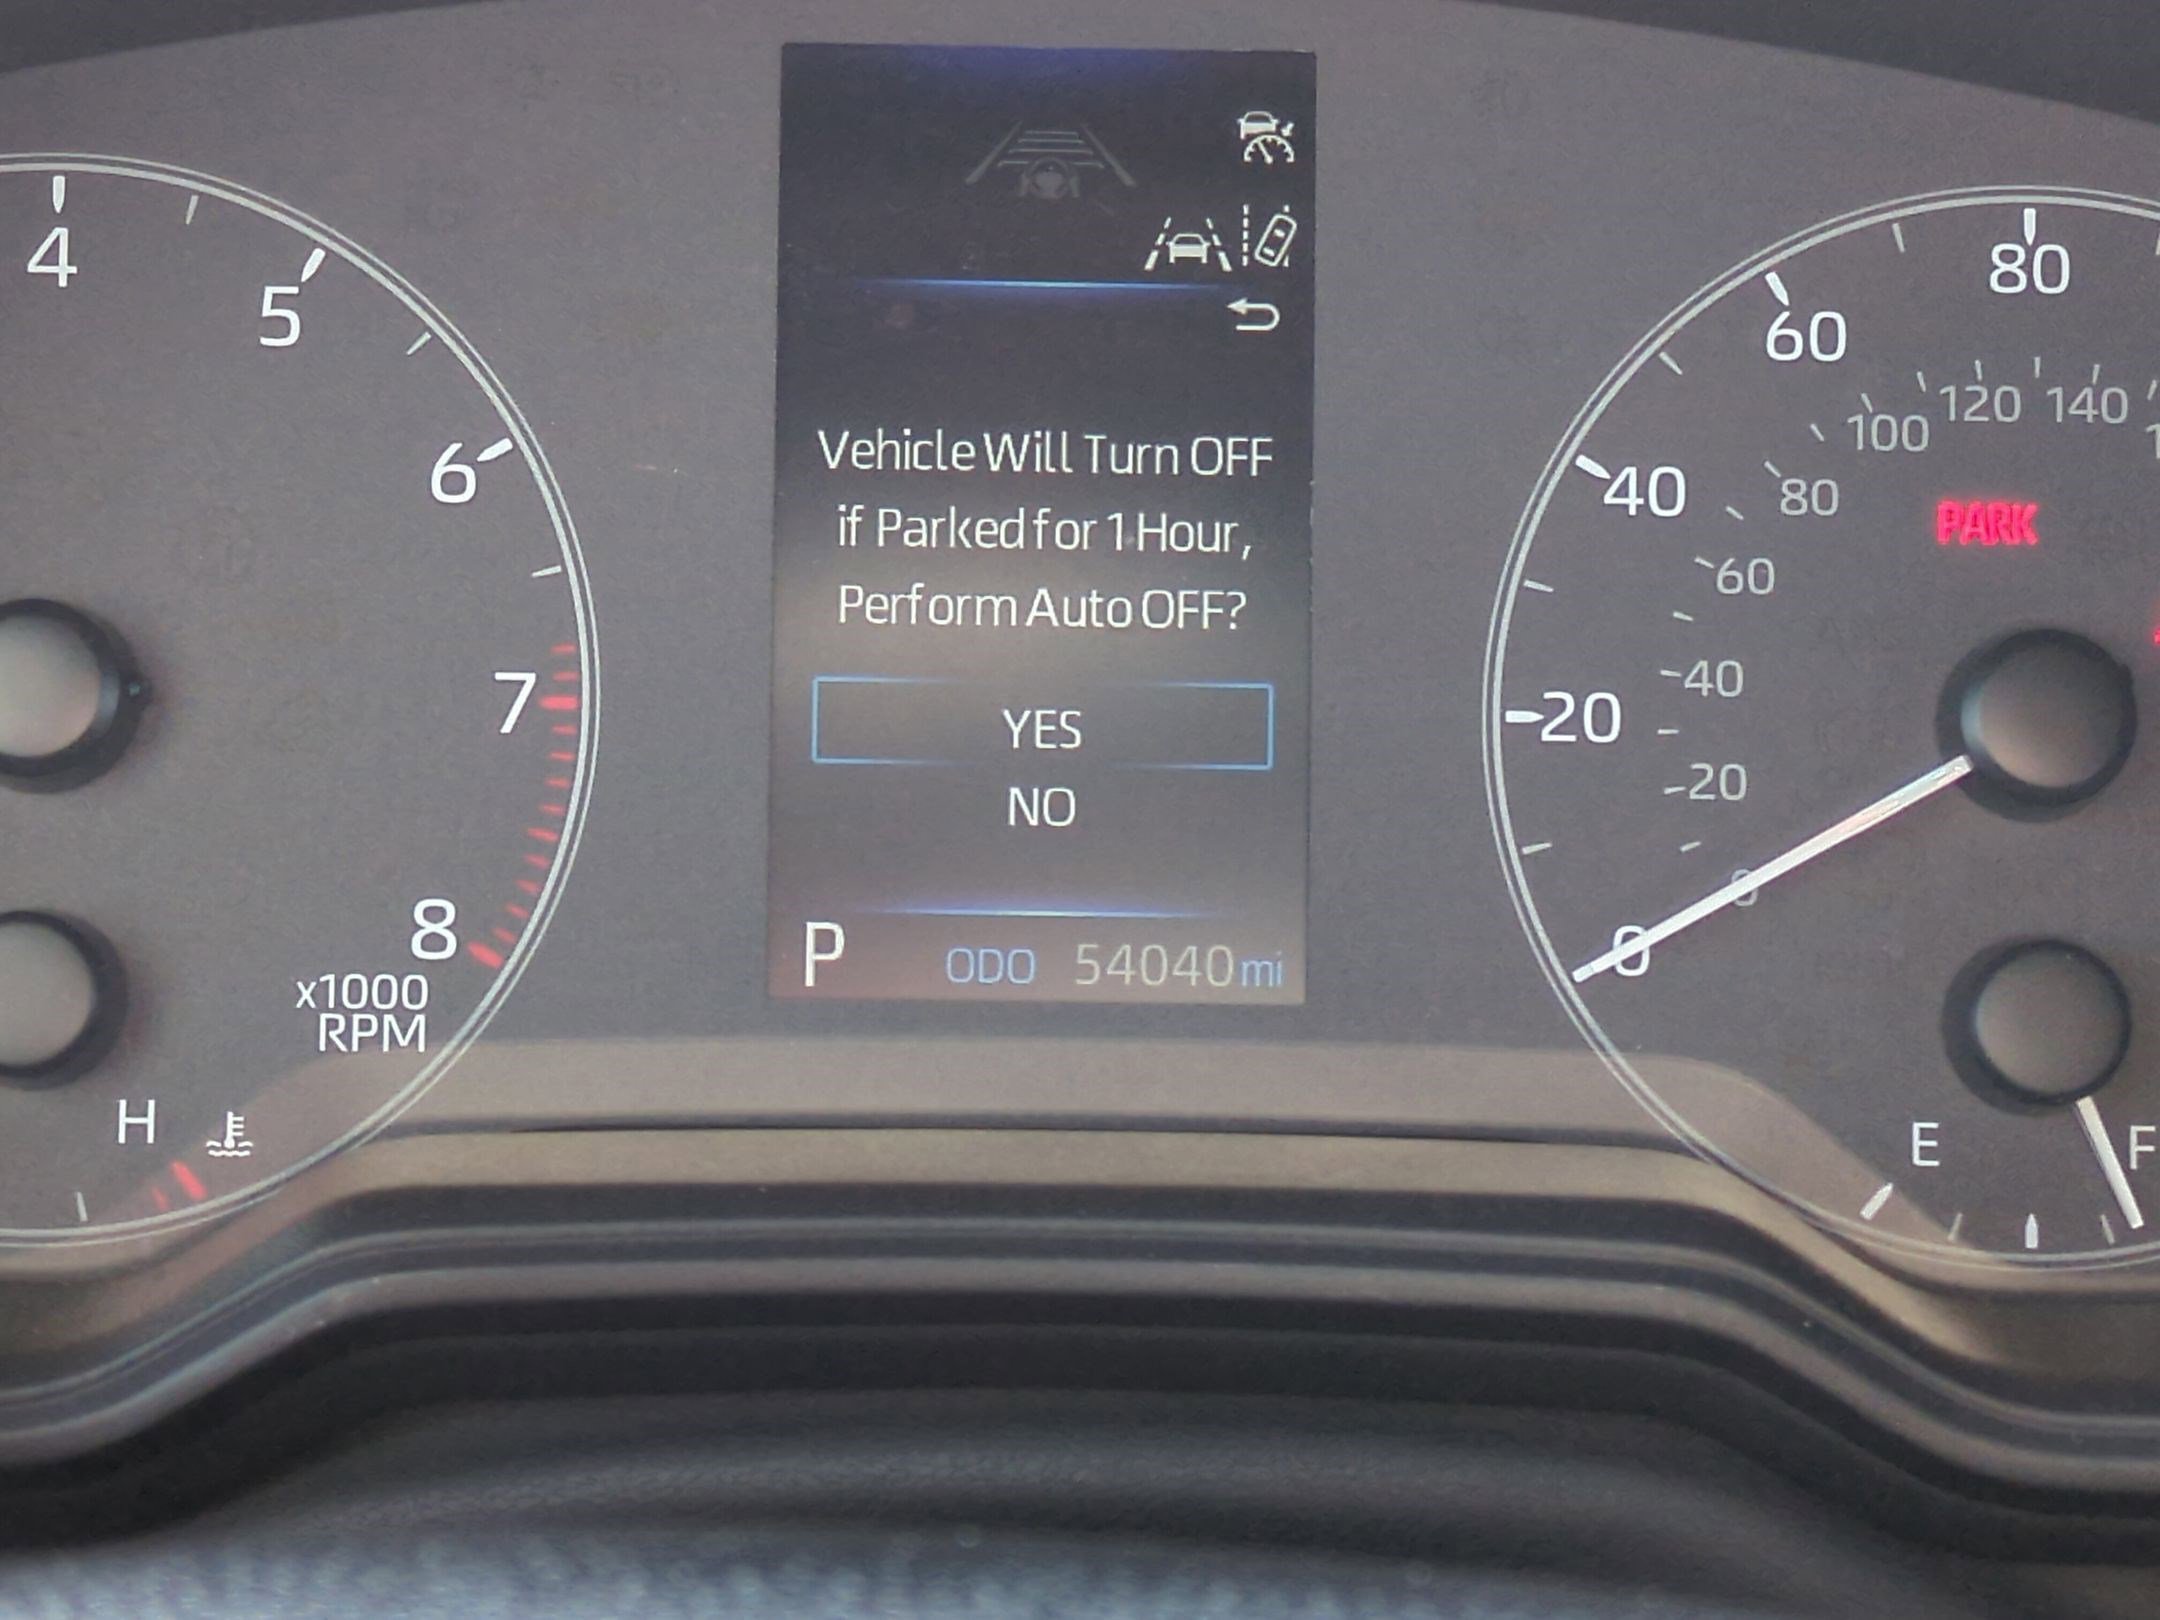 4
5
6
7
8
x1000
RPM
H
Vehicle Will Turn OFF
if Parked for 1 Hour,
Perform Auto OFF?
YES
NO
P ODO 54040 mi
80
60
40
20
0
140
120
100
80
60
40
20
0
PARK
E F